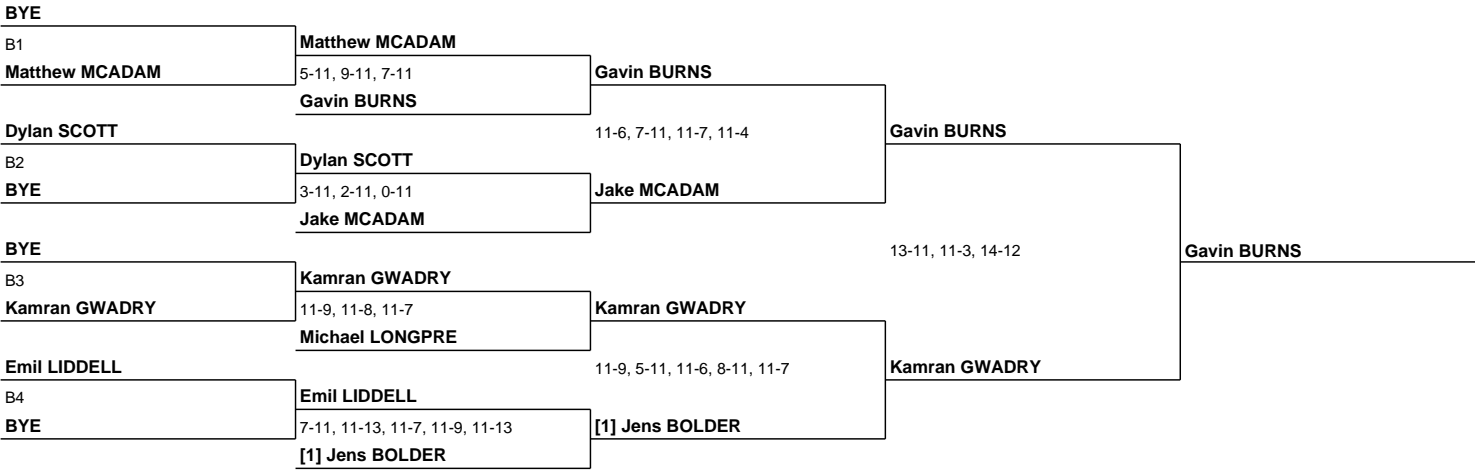 BYE
B1
Matthew MCADAM
Dylan SCOTT
B2
BYE
BYE
B3
Kamran GWADRY
Emil LIDDELL
B4
BYE
Matthew MCADAM
5-11, 9-11, 7-11
Gavin BURNS
Dylan SCOTT
3-11, 2-11, 0-11
Jake MCADAM
Kamran GWADRY
11-9, 11-8, 11-7
Michael LONGPRE
Emil LIDDELL
7-11, 11-13, 11-7, 11-9, 11-13
[1] Jens BOLDER
Gavin BURNS
11-6, 7-11, 11-7, 11-4
Jake MCADAM
Kamran GWADRY
11-9, 5-11, 11-6, 8-11, 11-7
[1] Jens BOLDER
Gavin BURNS
13-11, 11-3, 14-12
Kamran GWADRY
Gavin BURNS